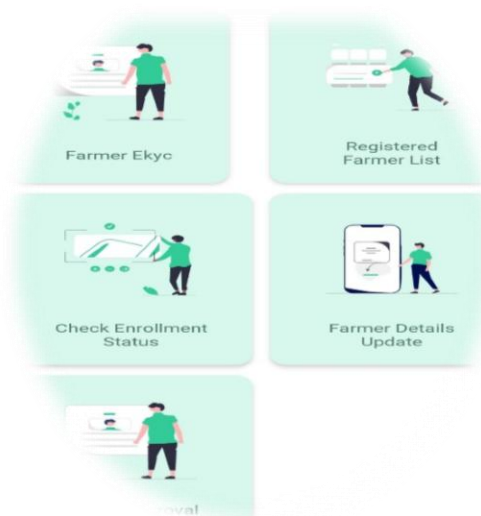 Farmer Ekyc
Registered
Farmer List
Check Enrollment
Status
Farmer Details
Update